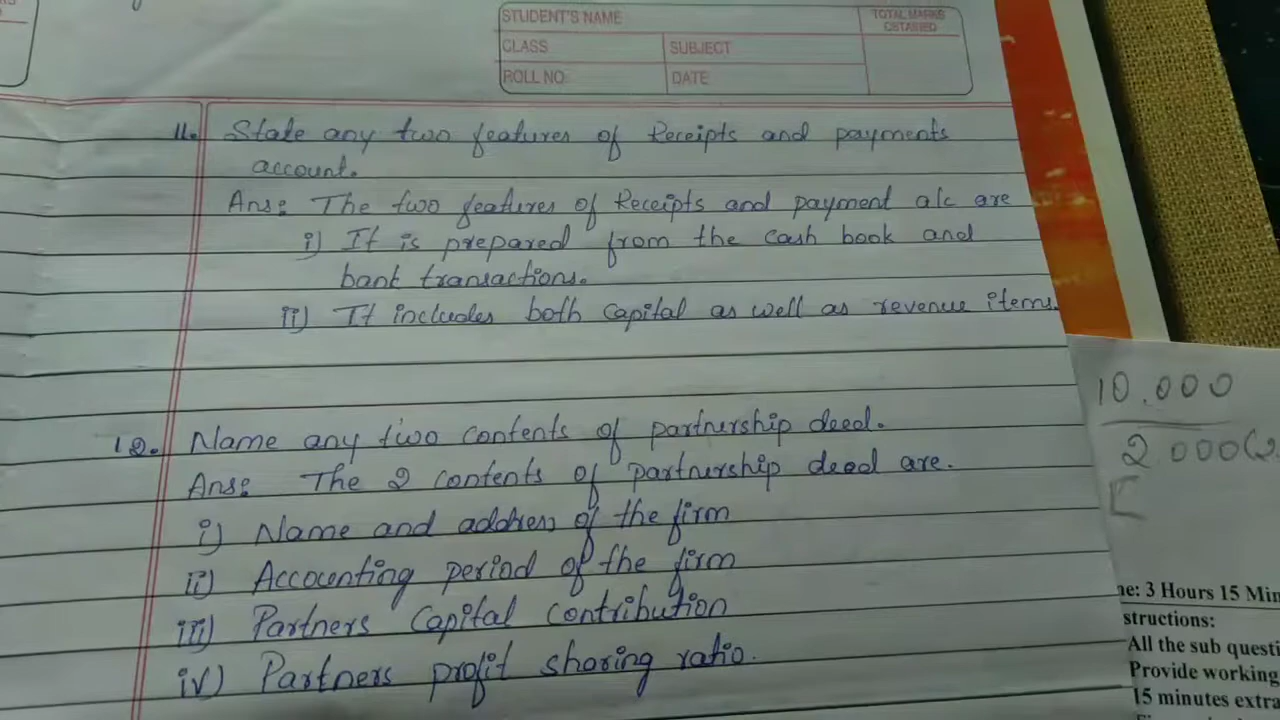 STUDENT'S NAME
TOTAL MARKS OBTAINED
CLASS
SUBJECT
ROLL NO
DATE
11. State any two features of Receipts and payments
account.
Ans: The two features of Receipts and payment a/c are
i) It is prepared from the cash book and
bank transactions.
ii) It includes both capital as well as revenue items.
12. Name any two contents of partnership deed.
Ans: The 2 contents of partnership deed are.
i) Name and address of the firm
ii) Accounting period of the firm
iii) Partners Capital contribution
iv) Partners profit sharing ratio.
10.000
2 000(2
ne: 3 Hours 15 Min
structions:
All the sub questi
Provide working
15 minutes extra